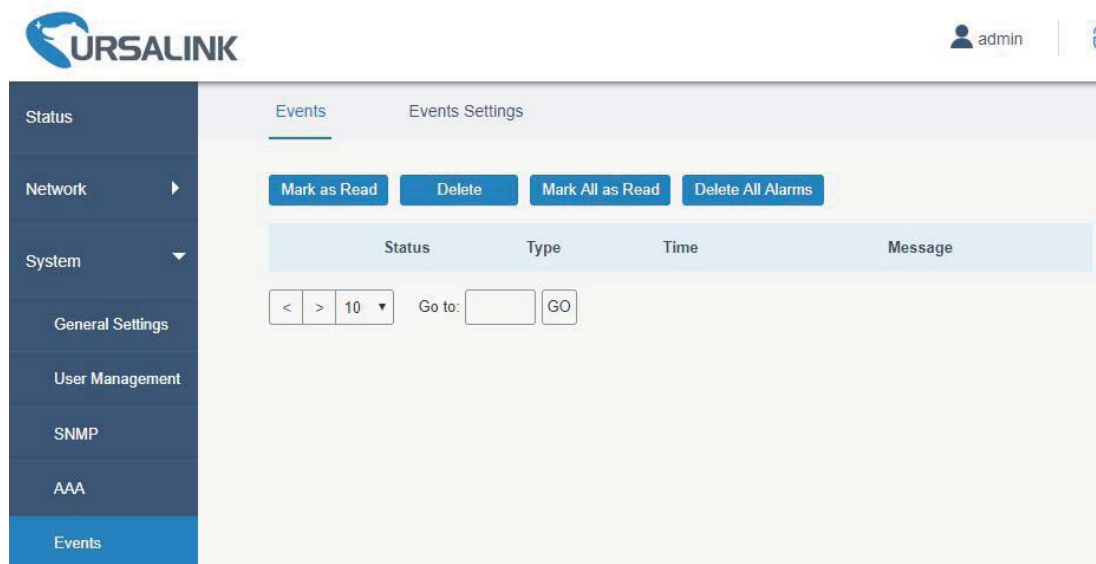 URSALINK
admin
Status
Events Events Settings
Network
Mark as Read Delete Mark All as Read Delete All Alarms
Status Type Time Message
System
< > 10 Go to: GO
General Settings
User Management
SNMP
AAA
Events